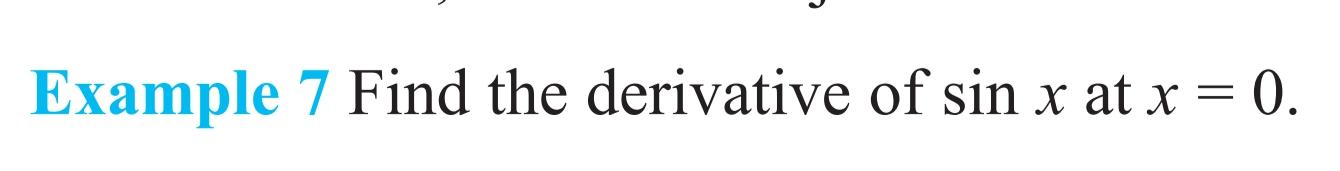 Example 7 Find the derivative of sin x at x = 0.